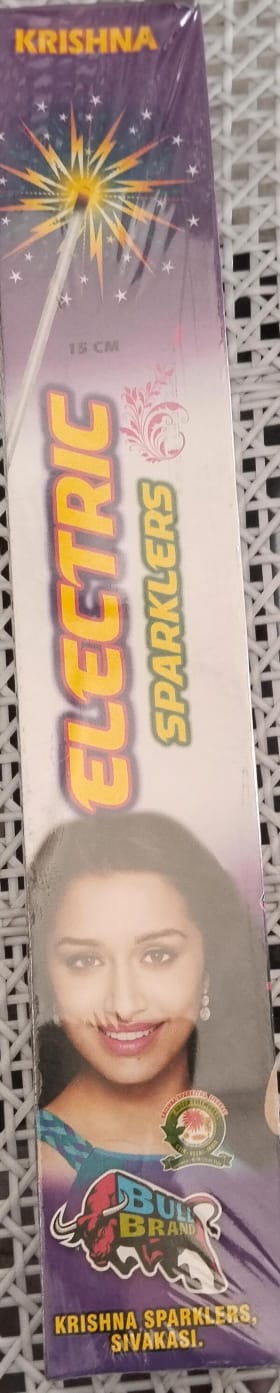 KRISHNA
15 CM
ELECTRIC
SPARKLERS
BULL
BRAND
KRISHNA SPARKLERS,
SIVAKASI.